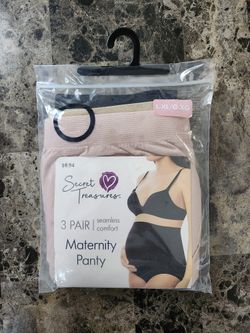 L-XL/G-XG
Secret
Treasures
3 PAIR | seamless
comfort
Maternity
Panty